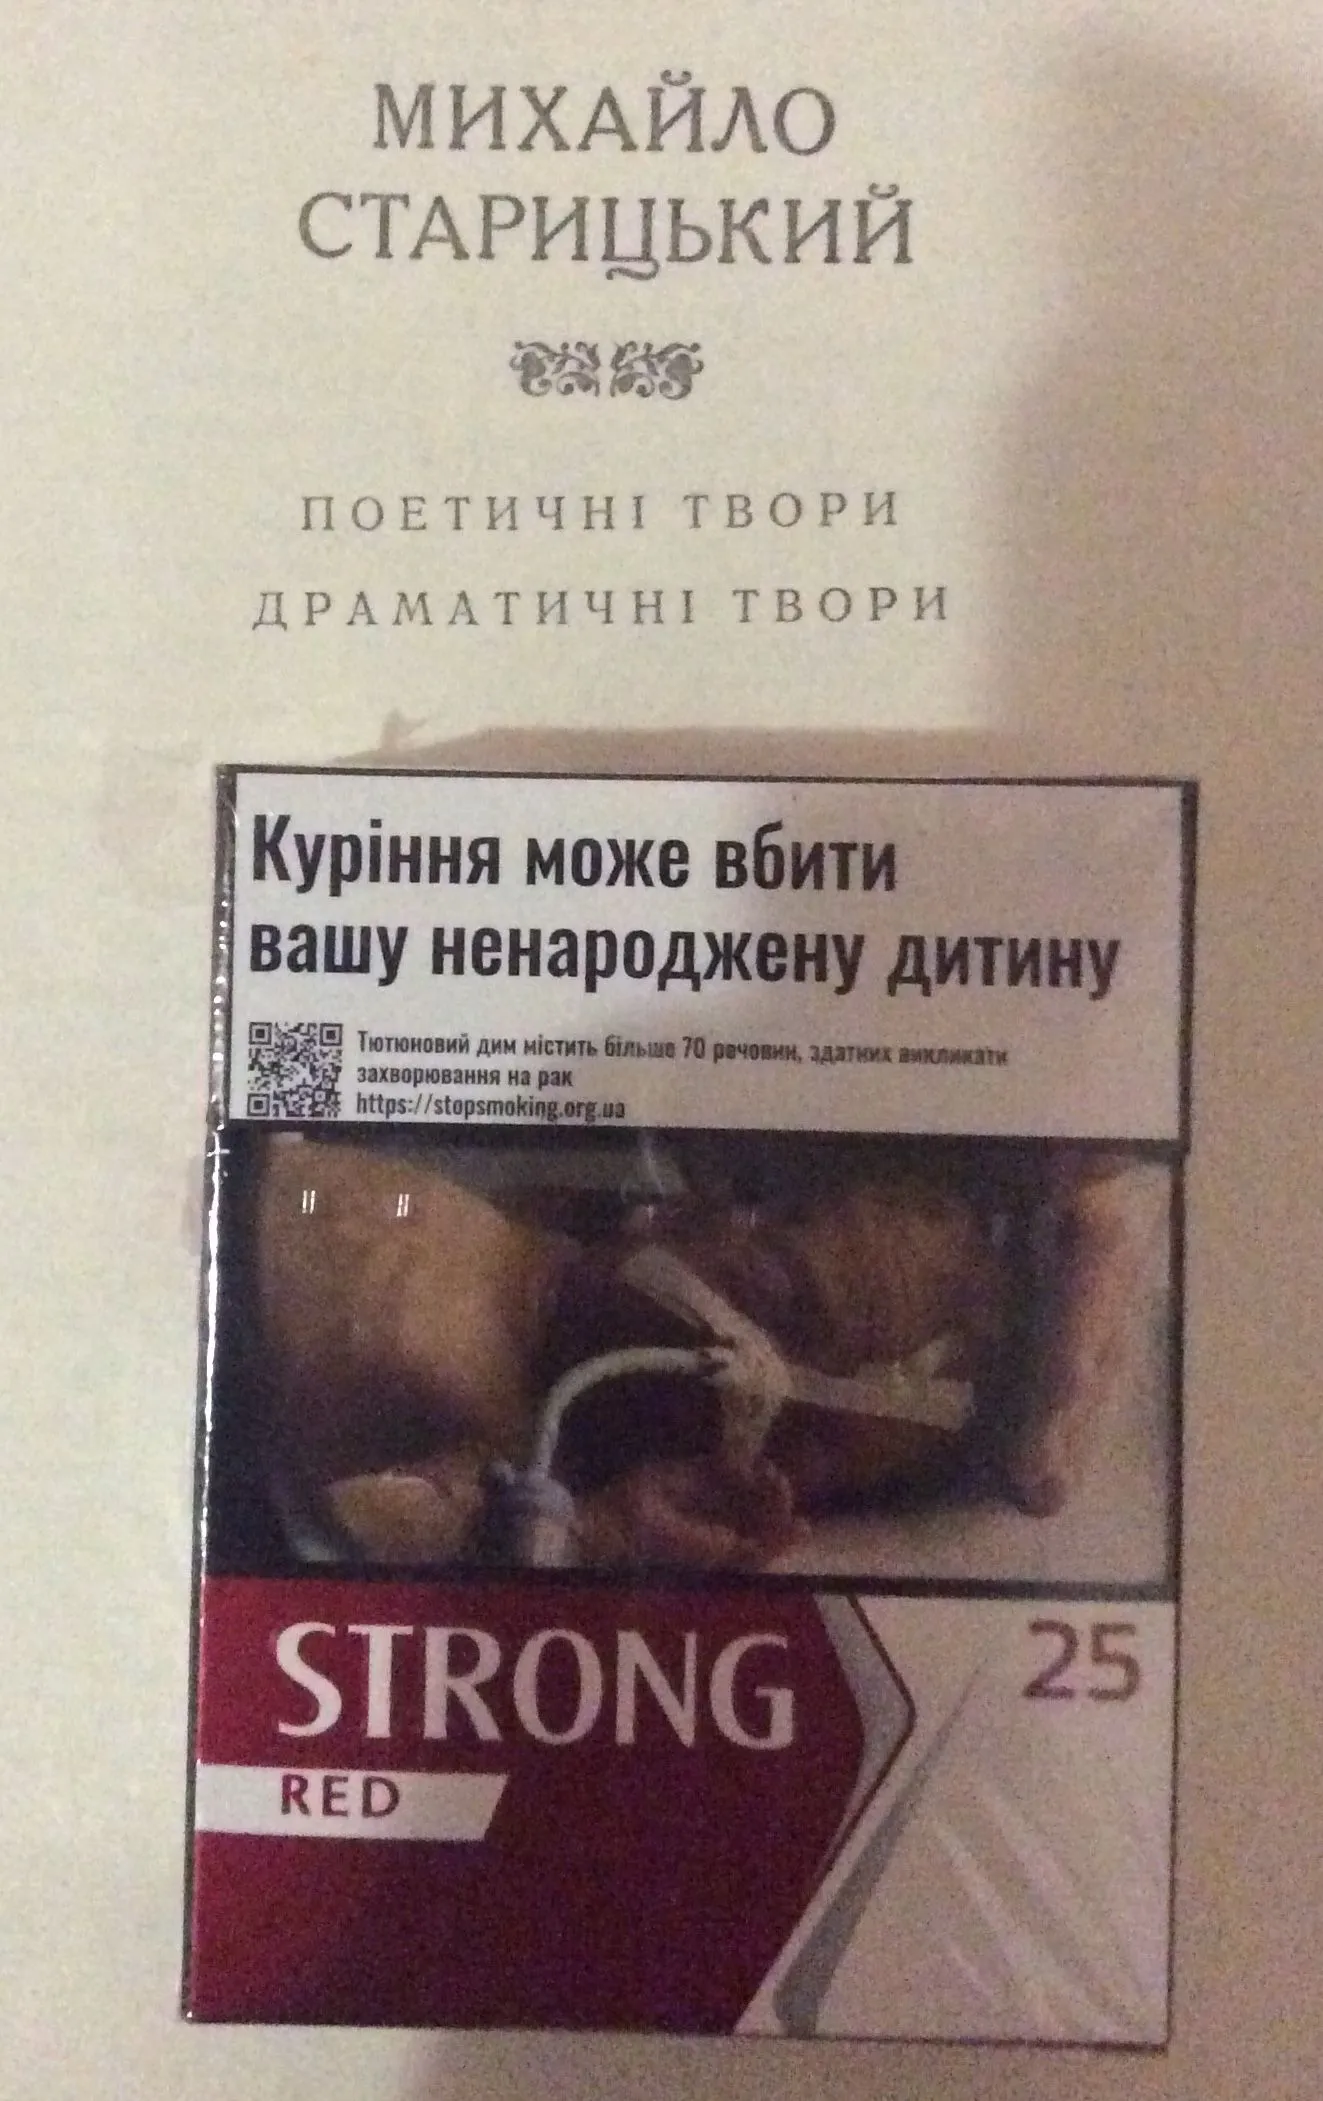 МИХАЙЛО
СТАРИЦЬКИЙ
ПОЕТИЧНІ ТВОРИ
ДРАМАТИЧНІ ТВОРИ
Куріння може вбити
вашу ненароджену дитину
Тютюновий дим містить більше 70 речовин, здатних викликати
захворювання на рак
https://stopsmoking.org.ua
STRONG
25
RED